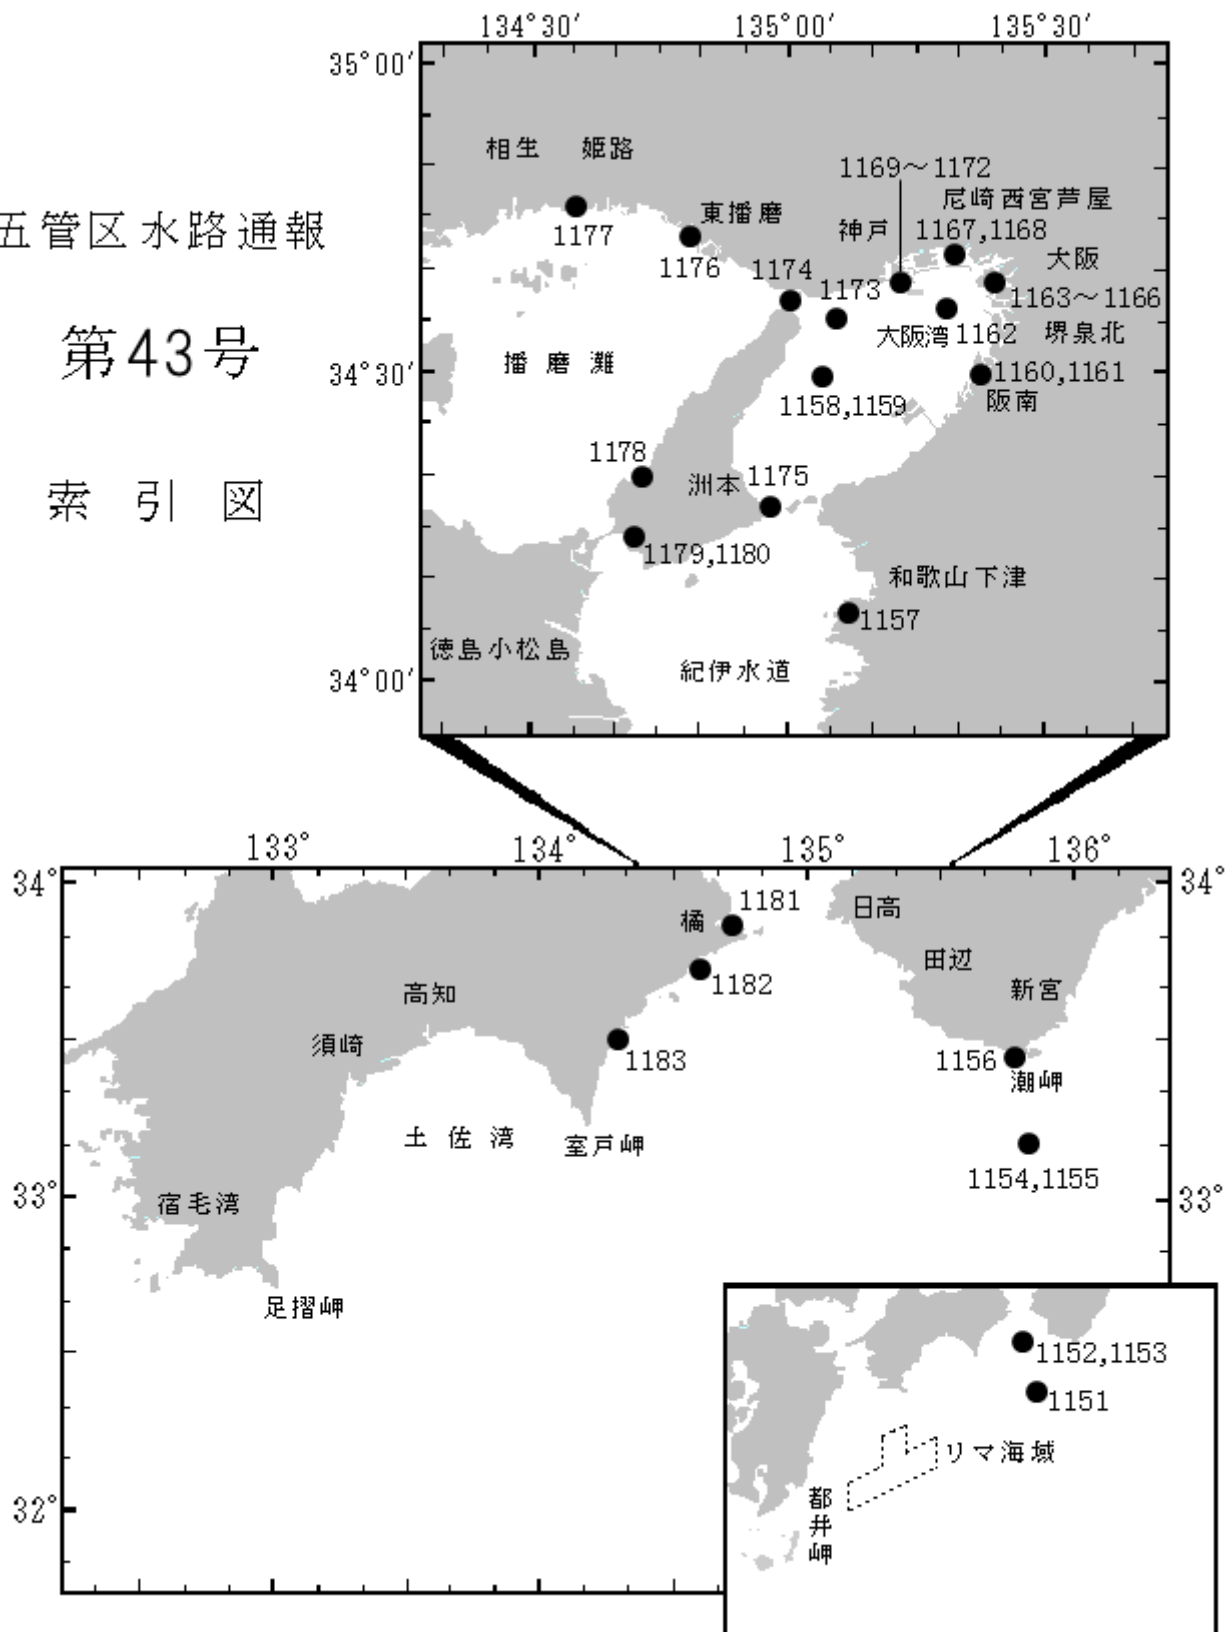 五管区水路通報
第43号
索引図
134°30′ 135°00′ 135°30′
35°00′
34°30′
34°00′
相生 姫路
1177
東播磨
1176
1174
1173
1169～1172
神戸
尼崎西宮芦屋
1167,1168
大阪
1163～1166
大阪湾 1162
堺泉北
1160,1161
阪南
播磨灘
1158,1159
1178
洲本
1175
1179,1180
和歌山下津
1157
徳島小松島
紀伊水道
133° 134° 135° 136°
34°
34°
33°
33°
32°
橘
1181
日高
1182
田辺
高知
新宮
須崎
1183
1156
潮岬
土佐湾
室戸岬
1154,1155
宿毛湾
足摺岬
1152,1153
1151
リマ海域
都井岬